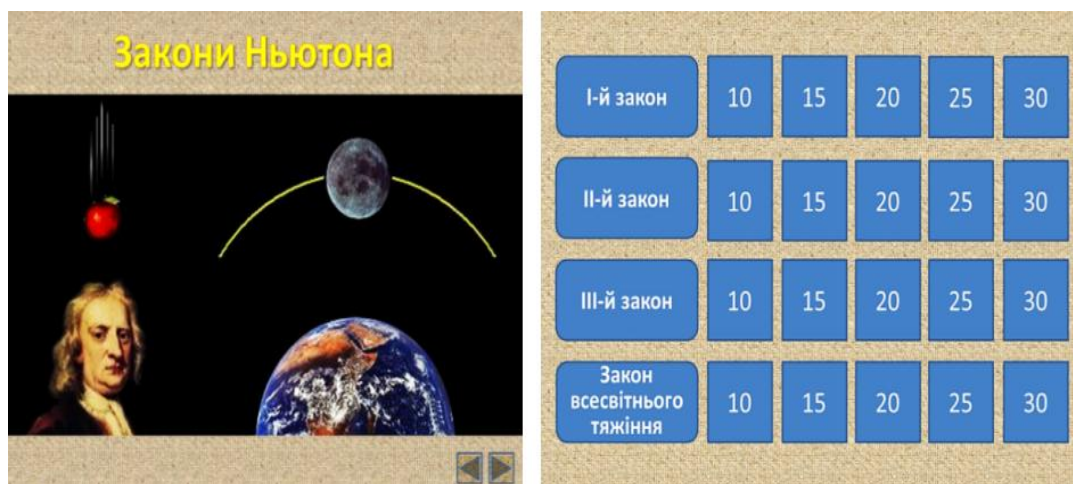 Закони Ньютона
І-й закон 10 15 20 25 30
ІІ-й закон 10 15 20 25 30
ІІІ-й закон 10 15 20 25 30
Закон
всесвітнього
тяжіння
10 15 20 25 30